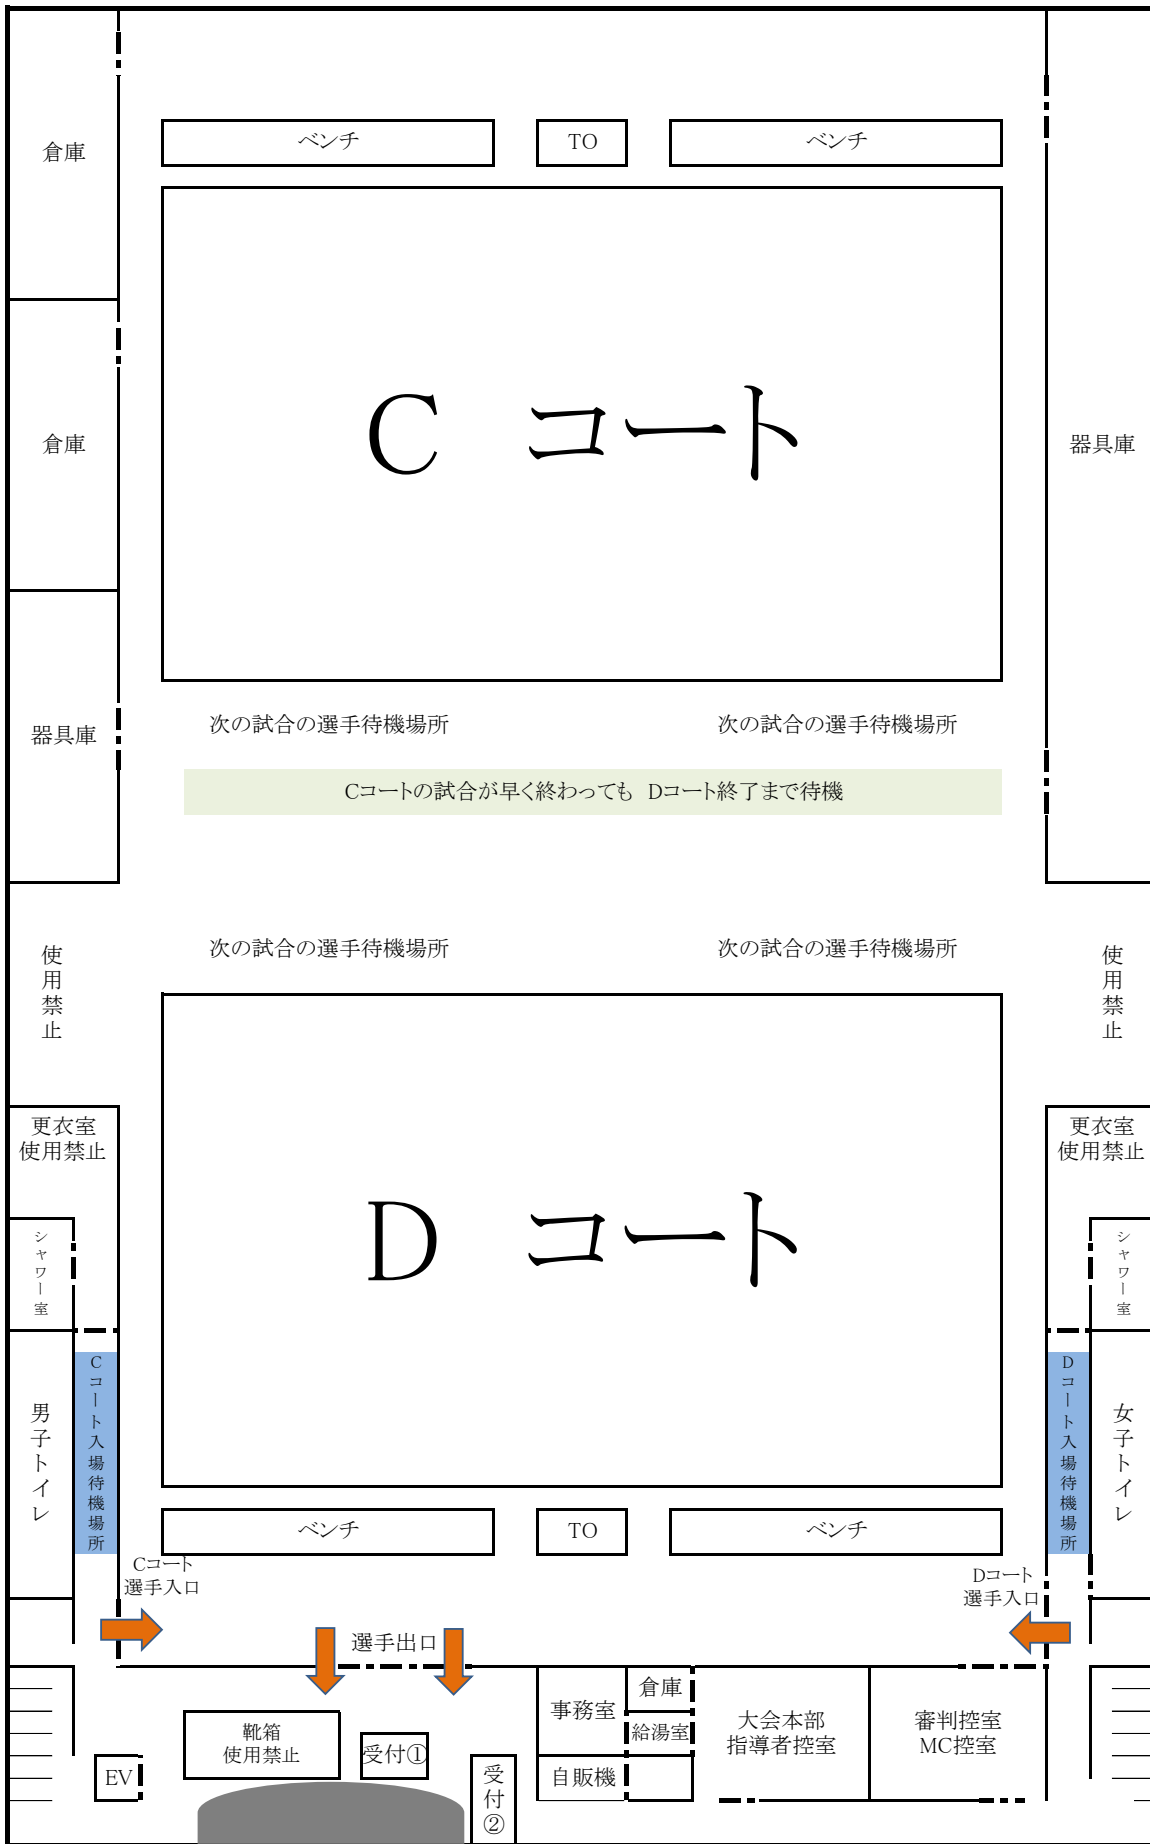 ベンチ
TO
ベンチ
倉庫
C コート
倉庫
器具庫
器具庫
次の試合の選手待機場所
次の試合の選手待機場所
Cコートの試合が早く終わっても Dコート終了まで待機
次の試合の選手待機場所
次の試合の選手待機場所
使用禁止
使用禁止
更衣室
使用禁止
更衣室
使用禁止
D コート
シャワー室
シャワー室
男子トイレ
Cコート入場待機場所
Dコート入場待機場所
女子トイレ
ベンチ
TO
ベンチ
Cコート
選手入口
Dコート
選手入口
選手出口
事務室
倉庫
給湯室
大会本部
指導者控室
審判控室
MC控室
靴箱
使用禁止
受付①
EV
受付②
自販機